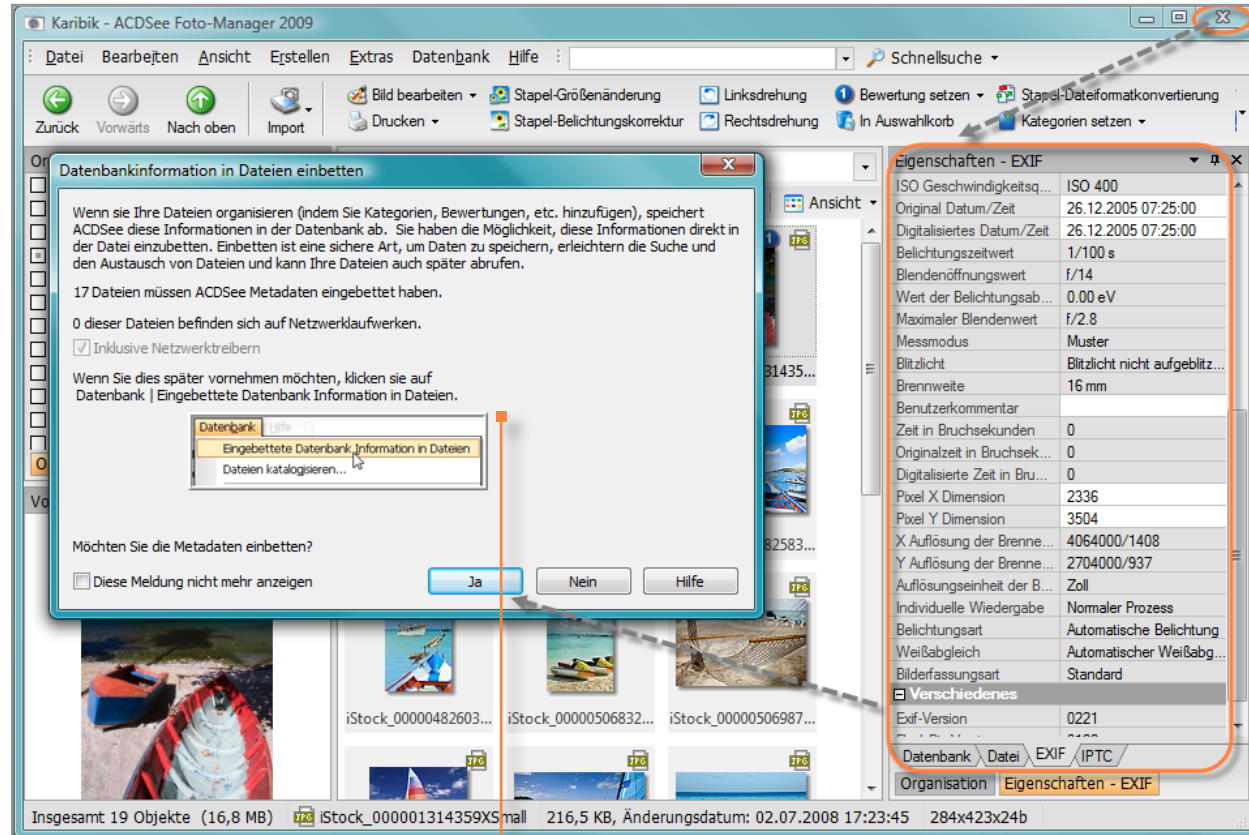 Karibik - ACDSee Foto-Manager 2009
Datei Bearbeiten Ansicht Erstellen Extras Datenbank Hilfe Schnellsuche
Zurück Vorwärts Nach oben Import
Bild bearbeiten Stapel-Größenänderung Linksdrehung Bewertung setzen Stapel-Dateiformatkonvertierung
Drucken Stapel-Belichtungskorrektur Rechtsdrehung In Auswahlkorb Kategorien setzen
Datenbankinformation in Dateien einbetten
Wenn sie Ihre Dateien organisieren (indem Sie Kategorien, Bewertungen, etc. hinzufügen), speichert
ACDSee diese Informationen in der Datenbank ab. Sie haben die Möglichkeit, diese Informationen direkt in
der Datei einzubetten. Einbetten ist eine sichere Art, um Daten zu speichern, erleichtern die Suche und
den Austausch von Dateien und kann Ihre Dateien auch später abrufen.
17 Dateien müssen ACDSee Metadaten eingebettet haben.
0 dieser Dateien befinden sich auf Netzwerklaufwerken.
Inklusive Netzwerktreibern
Wenn Sie dies später vornehmen möchten, klicken sie auf
Datenbank | Eingebettete Datenbank Information in Dateien.
Datenbank Hilfe
Eingebettete Datenbank Information in Dateien
Dateien katalogisieren...
Möchten Sie die Metadaten einbetten?
Diese Meldung nicht mehr anzeigen Ja Nein Hilfe
Ansicht
1 JPG
31435...
JPG
82583...
JPG
iStock_00000482603... iStock_00000506832... iStock_00000506987...
JPG JPG JPG
Eigenschaften - EXIF
ISO Geschwindigkeitsq... ISO 400
Original Datum/Zeit 26.12.2005 07:25:00
Digitalisiertes Datum/Zeit 26.12.2005 07:25:00
Belichtungszeitwert 1/100 s
Blendenöffnungswert f/14
Wert der Belichtungsab... 0.00 eV
Maximaler Blendenwert f/2.8
Messmodus Muster
Blitzlicht Blitzlicht nicht aufgeblitz...
Brennweite 16 mm
Benutzerkommentar
Zeit in Bruchsekunden 0
Originalzeit in Bruchsek... 0
Digitalisierte Zeit in Bru... 0
Pixel X Dimension 2336
Pixel Y Dimension 3504
X Auflösung der Brenne... 4064000/1408
Y Auflösung der Brenne... 2704000/937
Auflösungseinheit der B... Zoll
Individuelle Wiedergabe Normaler Prozess
Belichtungsart Automatische Belichtung
Weißabgleich Automatischer Weißabg...
Bilderfassungsart Standard
Verschiedenes
Exif-Version 0221
Datenbank Datei EXIF IPTC
Organisation Eigenschaften - EXIF
Insgesamt 19 Objekte (16,8 MB) JPG iStock_000001314359XSmall 216,5 KB, Änderungsdatum: 02.07.2008 17:23:45 284x423x24b